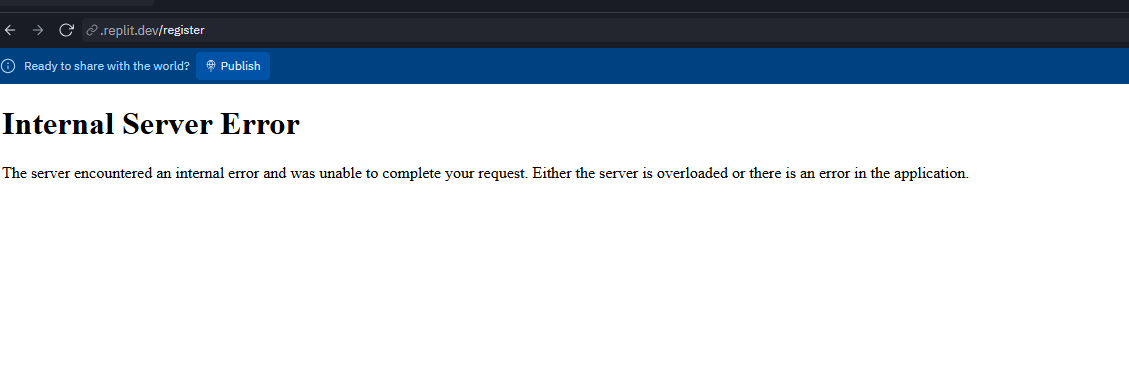 .replit.dev/register
Ready to share with the world? Publish
Internal Server Error
The server encountered an internal error and was unable to complete your request. Either the server is overloaded or there is an error in the application.